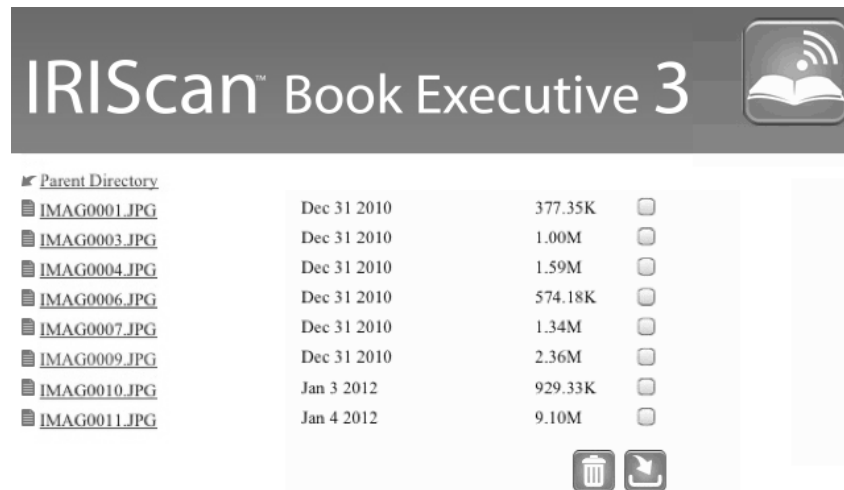 IRIScan™ Book Executive 3
Parent Directory
IMAG0001.JPG Dec 31 2010 377.35K
IMAG0003.JPG Dec 31 2010 1.00M
IMAG0004.JPG Dec 31 2010 1.59M
IMAG0006.JPG Dec 31 2010 574.18K
IMAG0007.JPG Dec 31 2010 1.34M
IMAG0009.JPG Dec 31 2010 2.36M
IMAG0010.JPG Jan 3 2012 929.33K
IMAG0011.JPG Jan 4 2012 9.10M